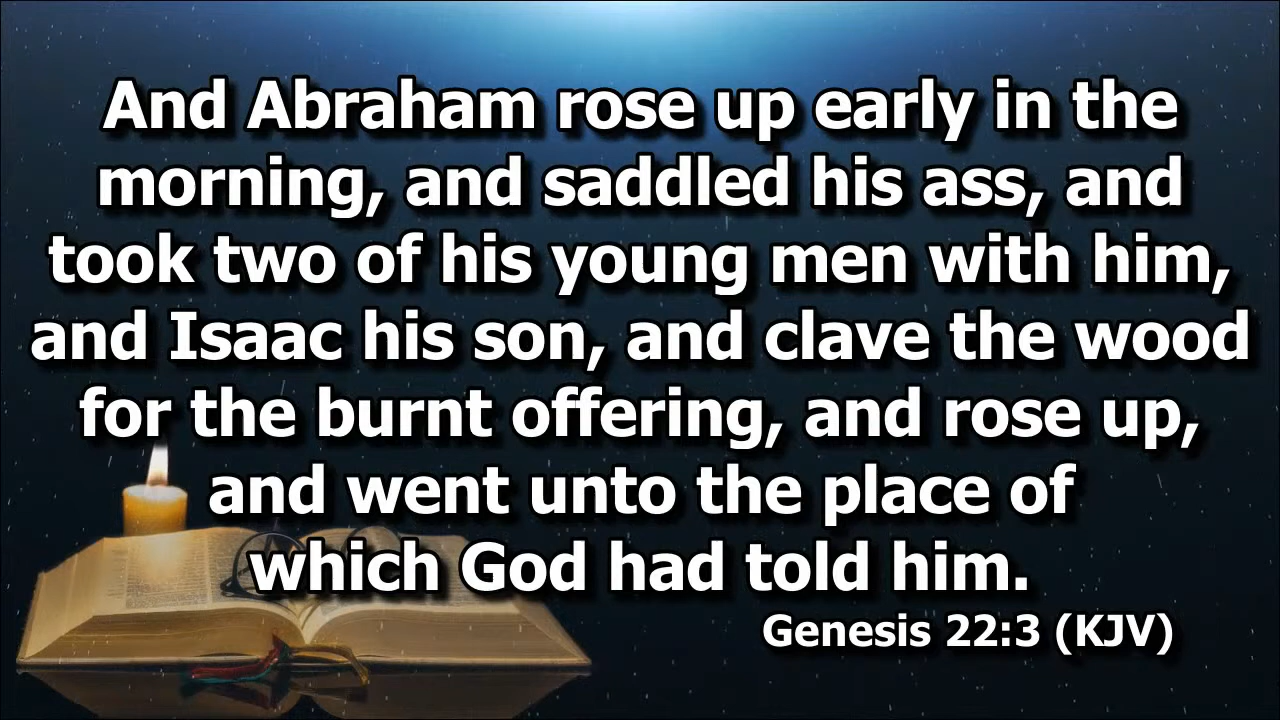 And Abraham rose up early in the
morning, and saddled his ass, and
took two of his young men with him,
and Isaac his son, and clave the wood
for the burnt offering, and rose up,
and went unto the place of
which God had told him.
Genesis 22:3 (KJV)